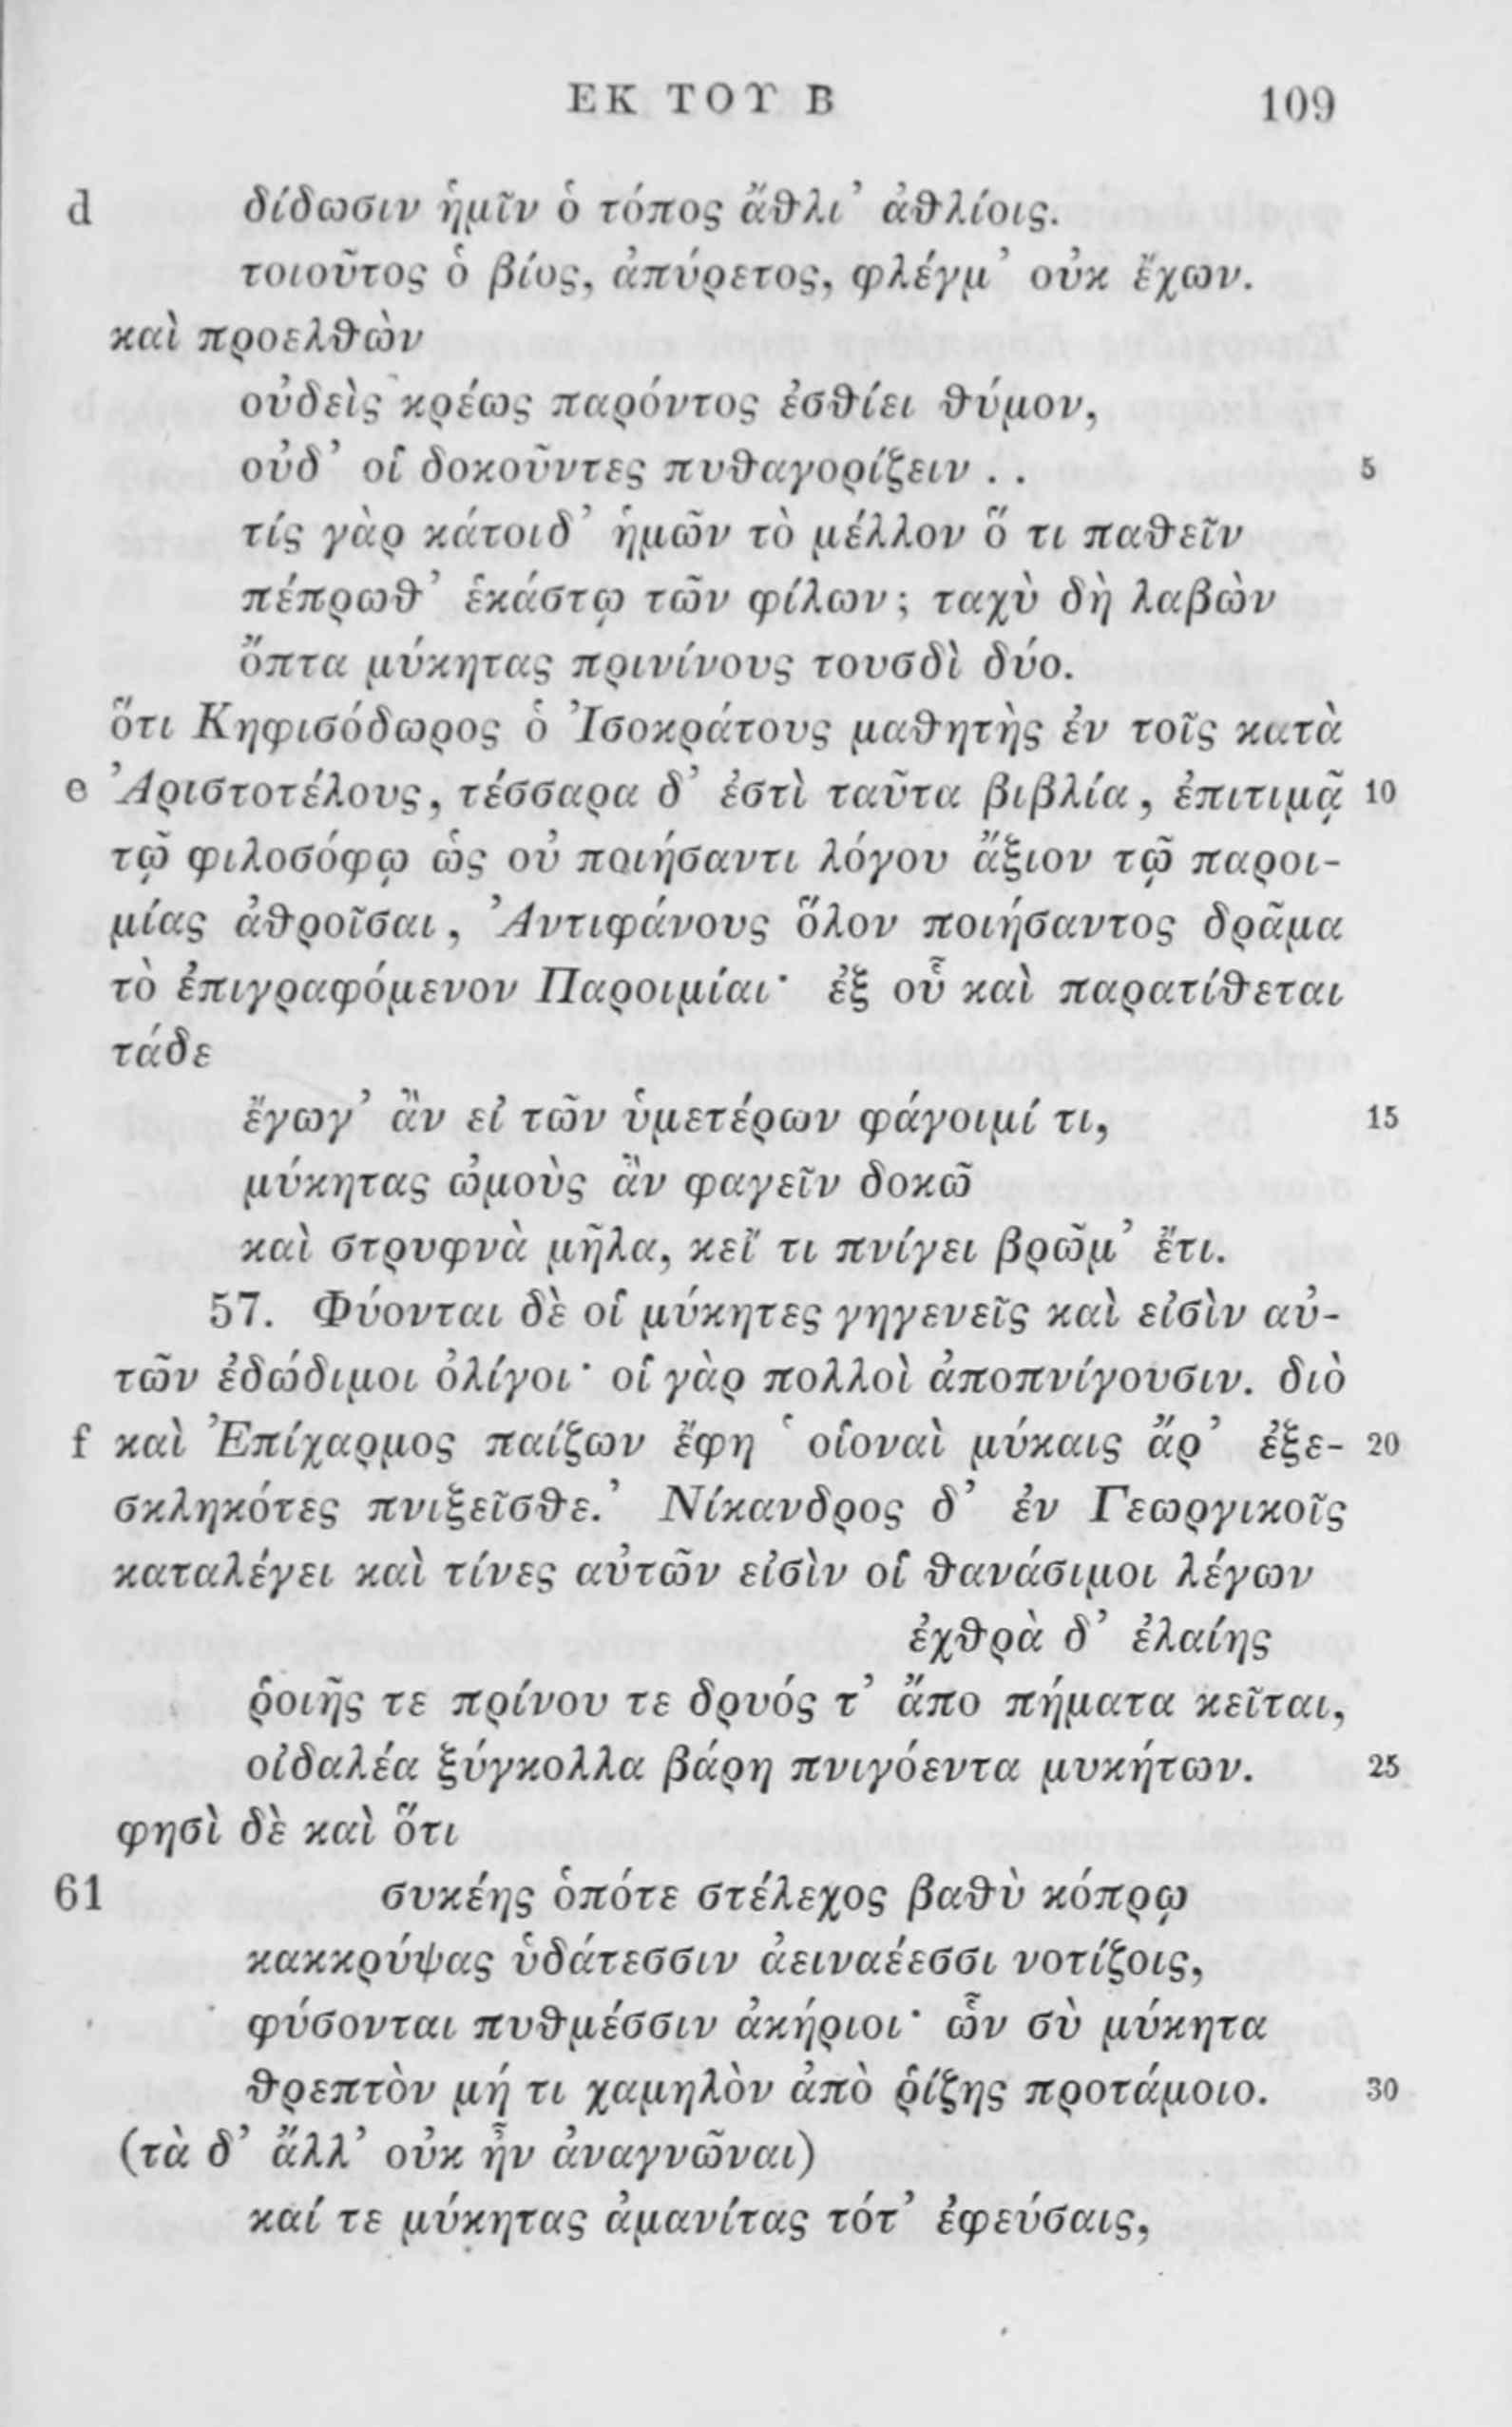 ΕΚ ΤΟΥ Β 109
d δίδωσιν ἡμῖν ὁ τόπος ἄθλι’ ἀθλίοις.
τοιοῦτος ὁ βίος, ἀπύρετος, φλέγμ’ οὐκ ἔχων.
καὶ προελθὼν
οὐδεὶς κρέως παρόντος ἐσθίει θύμον,
οὐδ’ οἱ δοκοῦντες πυθαγορίζειν . . 5
τίς γὰρ κάτοιδ’ ἡμῶν τὸ μέλλον ὅ τι παθεῖν
πέπρωθ’ ἑκάστῳ τῶν φίλων; ταχὺ δὴ λαβὼν
ὄπτα μύκητας πρινίνους τουσδὶ δύο.
ὅτι Κηφισόδωρος ὁ Ἰσοκράτους μαθητὴς ἐν τοῖς κατὰ
e Ἀριστοτέλους, τέσσαρα δ’ ἐστὶ ταῦτα βιβλία, ἐπιτιμᾷ 10
τῷ φιλοσόφῳ ὡς οὐ ποιήσαντι λόγου ἄξιον τῷ παροι-
μίας ἀθροῖσαι, Ἀντιφάνους ὅλον ποιήσαντος δρᾶμα
τὸ ἐπιγραφόμενον Παροιμίαι· ἐξ οὗ καὶ παρατίθεται
τάδε
ἔγωγ’ ἂν εἰ τῶν ὑμετέρων φάγοιμί τι, 15
μύκητας ὠμοὺς ἂν φαγεῖν δοκῶ
καὶ στρυφνὰ μῆλα, κεἴ τι πνίγει βρῶμ’ ἔτι.
57. Φύονται δὲ οἱ μύκητες γηγενεῖς καὶ εἰσὶν αὐ-
τῶν ἐδώδιμοι ὀλίγοι· οἱ γὰρ πολλοὶ ἀποπνίγουσιν. διὸ
f καὶ Ἐπίχαρμος παίζων ἔφη ‘οἱοναὶ μύκαις ἄρ’ ἐξε- 20
σκληκότες πνιξεῖσθε.’ Νίκανδρος δ’ ἐν Γεωργικοῖς
καταλέγει καὶ τίνες αὐτῶν εἰσὶν οἱ θανάσιμοι λέγων
ἐχθρὰ δ’ ἐλαίης
ῥοιῆς τε πρίνου τε δρυός τ’ ἄπο πήματα κεῖται,
οἰδαλέα ξύγκολλα βάρη πνιγόεντα μυκήτων. 25
φησὶ δὲ καὶ ὅτι
61 συκέης ὁπότε στέλεχος βαθὺ κόπρῳ
κακκρύψας ὑδάτεσσιν ἀειναέεσσι νοτίζοις,
φύσονται πυθμέσσιν ἀκήριοι· ὧν σὺ μύκητα
θρεπτὸν μή τι χαμηλὸν ἀπὸ ῥίζης προτάμοιο. 30
(τὰ δ’ ἄλλ’ οὐκ ἦν ἀναγνῶναι)
καί τε μύκητας ἀμανίτας τότ’ ἐφεύσαις,